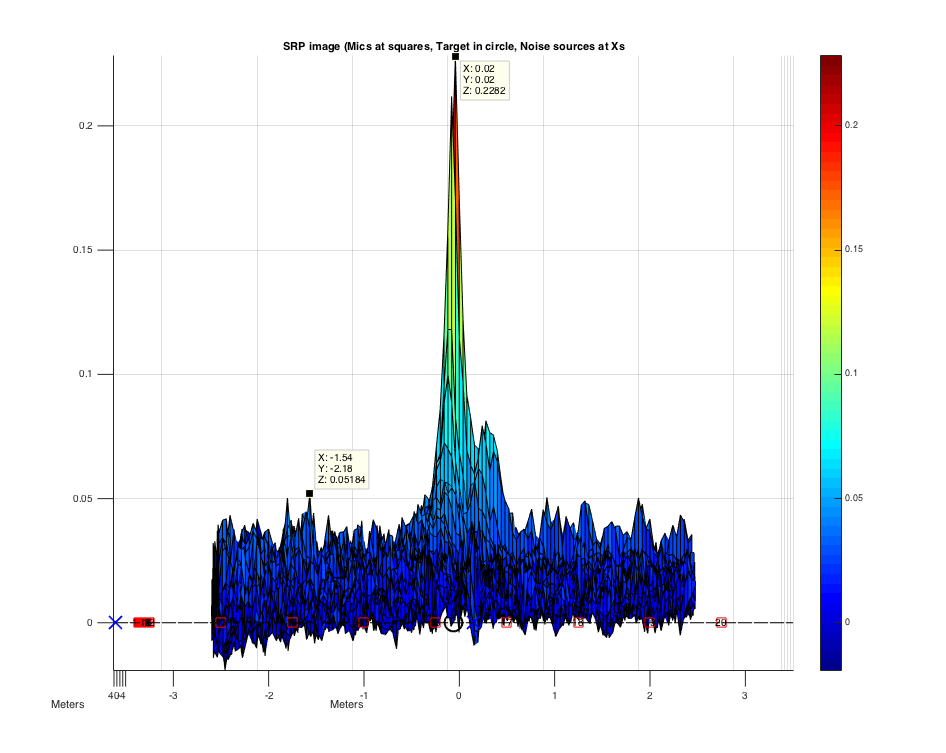 SRP image (Mics at squares, Target in circle, Noise sources at Xs
X: 0.02
Y: 0.02
Z: 0.2282
0.2
0.15
0.1
0.05
0
X: -1.54
Y: -2.18
Z: 0.05184
20
-3
-2
-1
0
1
2
3
Meters
Meters
0.2
0.15
0.1
0.05
0